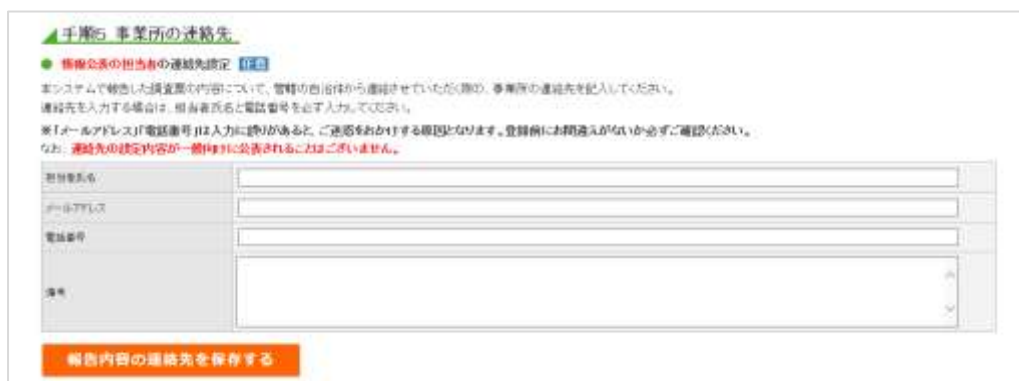 手順5 事業所の連絡先
● 情報公表の担当者の連絡先設定 任意
本システムで報告した調査票の内容について、管轄の自治体から連絡させていただく際の、事業所の連絡先を記入してください。
連絡先を入力する場合は、担当者氏名と電話番号を必ず入力してください。
※「メールアドレス」「電話番号」は入力に誤りがあると、ご迷惑をおかけする原因となります。登録前にお間違えがないか必ずご確認ください。
なお、連絡先の設定内容が一般向けに公表されることはございません。
担当者氏名
メールアドレス
電話番号
備考
報告内容の連絡先を保存する